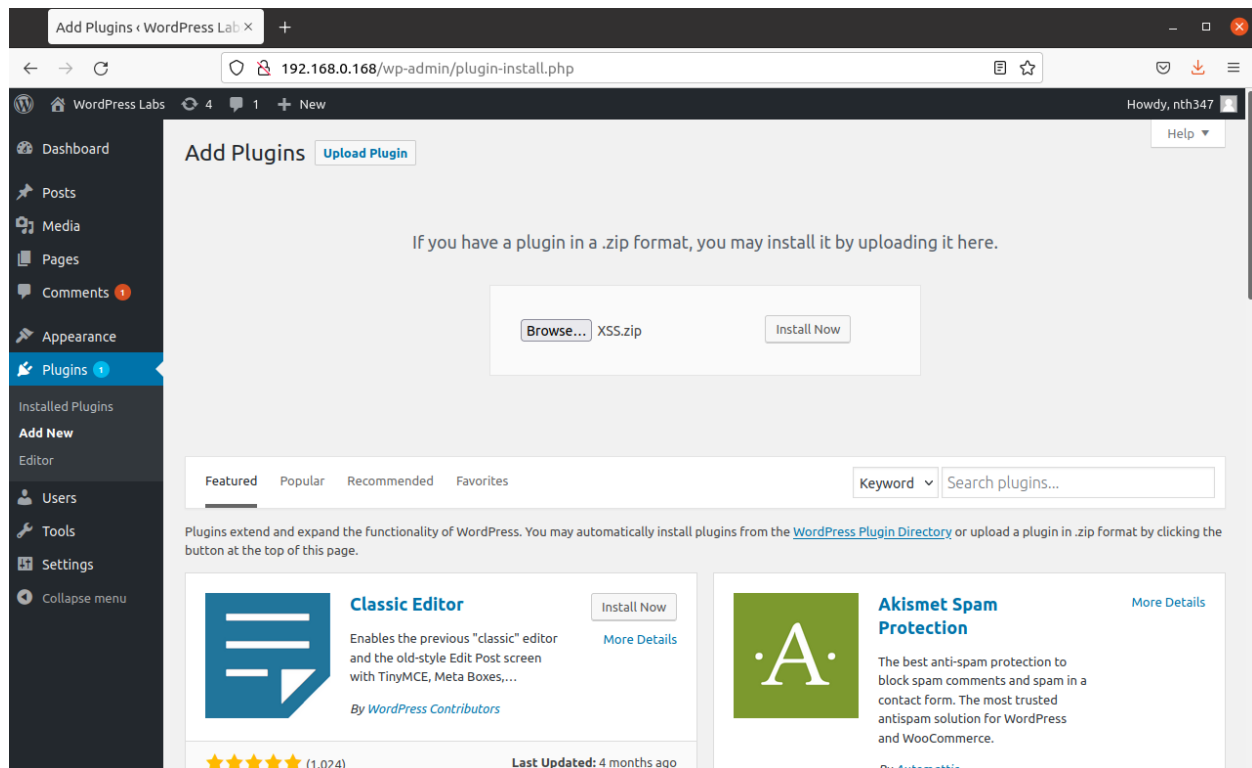 Add Plugins ‹ WordPress Lab
192.168.0.168/wp-admin/plugin-install.php
WordPress Labs 4 1 New Howdy, nth347
Help
Dashboard
Posts
Media
Pages
Comments 1
Appearance
Plugins 1
Installed Plugins
Add New
Editor
Users
Tools
Settings
Collapse menu
Add Plugins Upload Plugin
If you have a plugin in a .zip format, you may install it by uploading it here.
Browse... XSS.zip Install Now
Featured Popular Recommended Favorites Keyword Search plugins...
Plugins extend and expand the functionality of WordPress. You may automatically install plugins from the WordPress Plugin Directory or upload a plugin in .zip format by clicking the
button at the top of this page.
Classic Editor
Install Now
More Details
Enables the previous "classic" editor
and the old-style Edit Post screen
with TinyMCE, Meta Boxes,…
By WordPress Contributors
(1,024)
Last Updated: 4 months ago
·A·
Akismet Spam
Protection
More Details
The best anti-spam protection to
block spam comments and spam in a
contact form. The most trusted
antispam solution for WordPress
and WooCommerce.
By Automattic